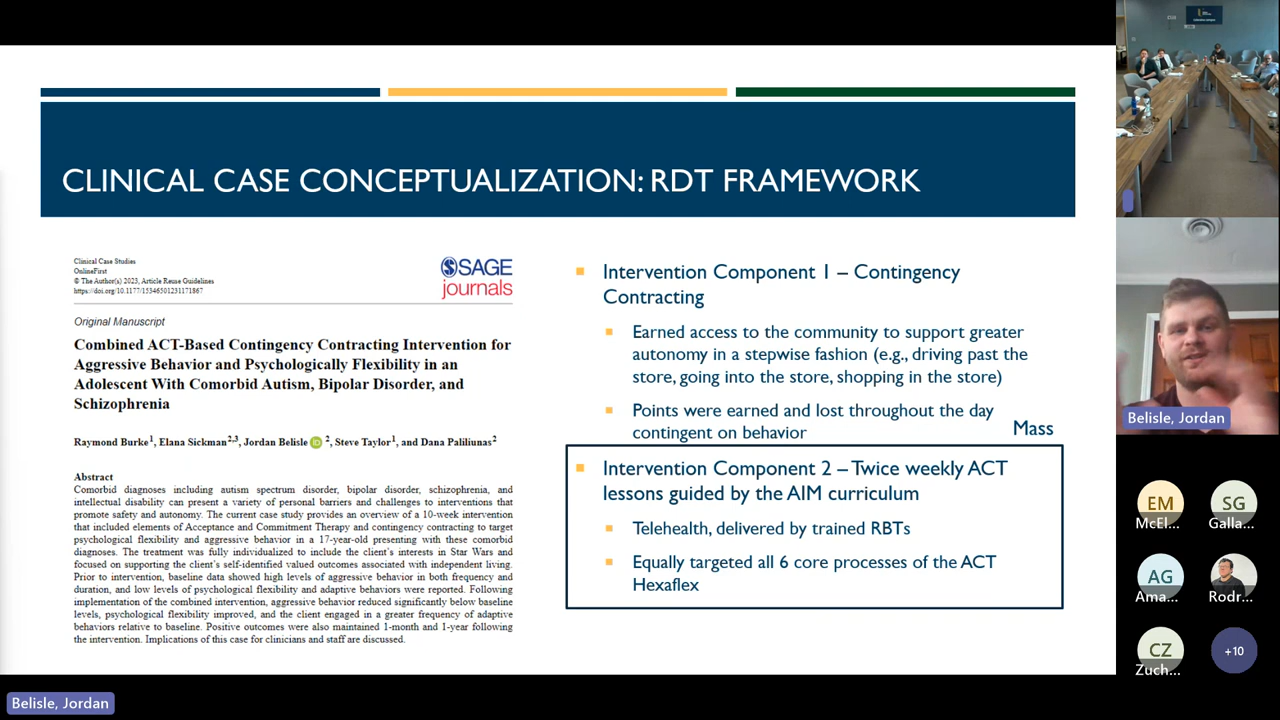 CLINICAL CASE CONCEPTUALIZATION: RDT FRAMEWORK
Clinical Case Studies
OnlineFirst
© The Author(s) 2023, Article Reuse Guidelines
https://doi.org/10.1177/15346501231171867
SAGE
journals
Original Manuscript
Combined ACT-Based Contingency Contracting Intervention for
Aggressive Behavior and Psychologically Flexibility in an
Adolescent With Comorbid Autism, Bipolar Disorder, and
Schizophrenia
Raymond Burke1, Elana Sickman2,3, Jordan Belisle iD 2, Steve Taylor1, and Dana Paliliunas2
Abstract
Comorbid diagnoses including autism spectrum disorder, bipolar disorder, schizophrenia, and
intellectual disability can present a variety of personal barriers and challenges to interventions that
promote safety and autonomy. The current case study provides an overview of a 10-week intervention
that included elements of Acceptance and Commitment Therapy and contingency contracting to target
psychological flexibility and aggressive behavior in a 17-year-old presenting with these comorbid
diagnoses. The treatment was fully individualized to include the client's interests in Star Wars and
focused on supporting the client's self-identified valued outcomes associated with independent living.
Prior to intervention, baseline data showed high levels of aggressive behavior in both frequency and
duration, and low levels of psychological flexibility and adaptive behaviors were reported. Following
implementation of the combined intervention, aggressive behavior reduced significantly below baseline
levels, psychological flexibility improved, and the client engaged in a greater frequency of adaptive
behaviors relative to baseline. Positive outcomes were also maintained 1-month and 1-year following
the intervention. Implications of this case for clinicians and staff are discussed.
Intervention Component 1 – Contingency
Contracting
Earned access to the community to support greater
autonomy in a stepwise fashion (e.g., driving past the
store, going into the store, shopping in the store)
Points were earned and lost throughout the day
contingent on behavior
Mass
Intervention Component 2 – Twice weekly ACT
lessons guided by the AIM curriculum
Telehealth, delivered by trained RBTs
Equally targeted all 6 core processes of the ACT
Hexaflex
Belisle, Jordan
EM
McEl...
SG
Galla...
AG
Ama...
Rodr...
CZ
Zuch...
+10
Belisle, Jordan